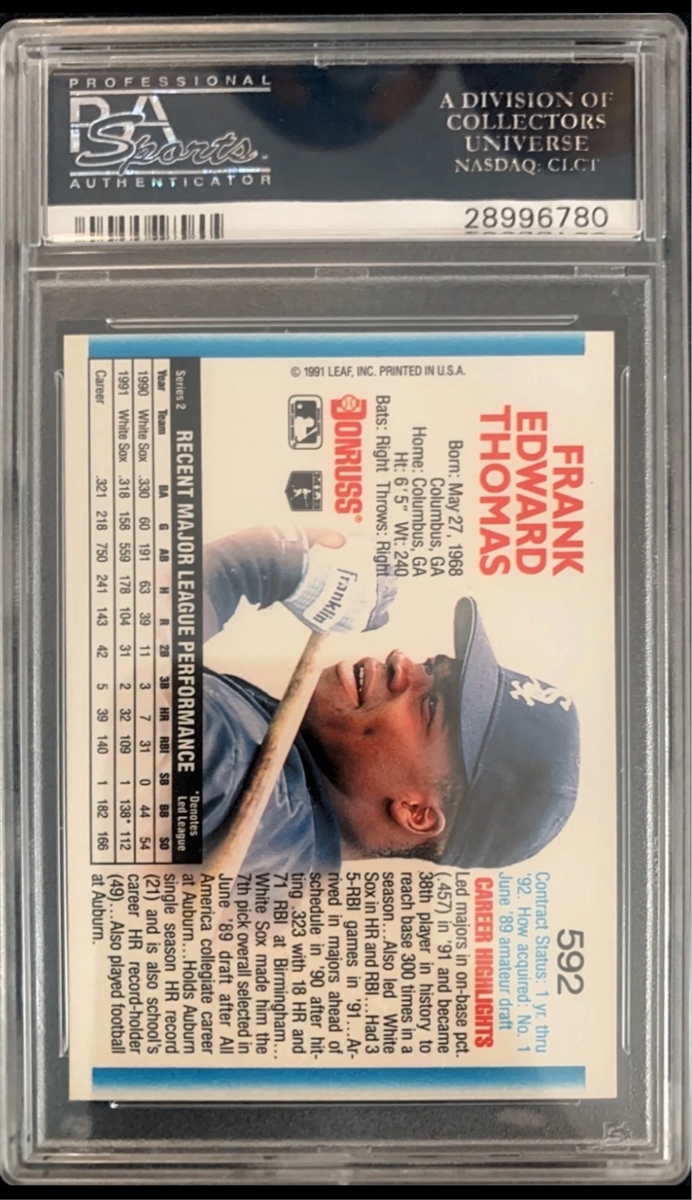 PROFESSIONAL
PSA
Sports
AUTHENTICATOR
A DIVISION OF
COLLECTORS
UNIVERSE
NASDAQ: CLCT
28996780
592
FRANK
EDWARD
THOMAS
Born: May 27, 1968
Columbus, GA
Home: Columbus, GA
Ht: 6' 5" Wt: 240
Bats: Right Throws: Right
DONRUSS®
© 1991 LEAF, INC. PRINTED IN U.S.A.
franklin
Contract Status: 1 yr. thru
'92. How acquired: No. 1
June '89 amateur draft
CAREER HIGHLIGHTS
Led majors in on-base pct.
(.457) in '91 and became
38th player in history to
reach base 300 times in a
season...Also led White
Sox in HR and RBI...Had 3
5-RBI games in '91...Ar-
rived in majors ahead of
schedule in '90 after hit-
ting .323 with 18 HR and
71 RBI at Birmingham...
White Sox made him the
7th pick overall selected in
June '89 draft after All
America collegiate career
at Auburn...Holds Auburn
single season HR record
(21) and is also school's
career HR record-holder
(49)...Also played football
at Auburn.
Series 2 RECENT MAJOR LEAGUE PERFORMANCE *Denotes
Led League
Year Team BA G AB H R 2B 3B HR RBI SB BB SO
1990 White Sox .330 60 191 63 39 11 3 7 31 0 44 54
1991 White Sox .318 158 559 178 104 31 2 32 109 1 138* 112
Career .321 218 750 241 143 42 5 39 140 1 182 166